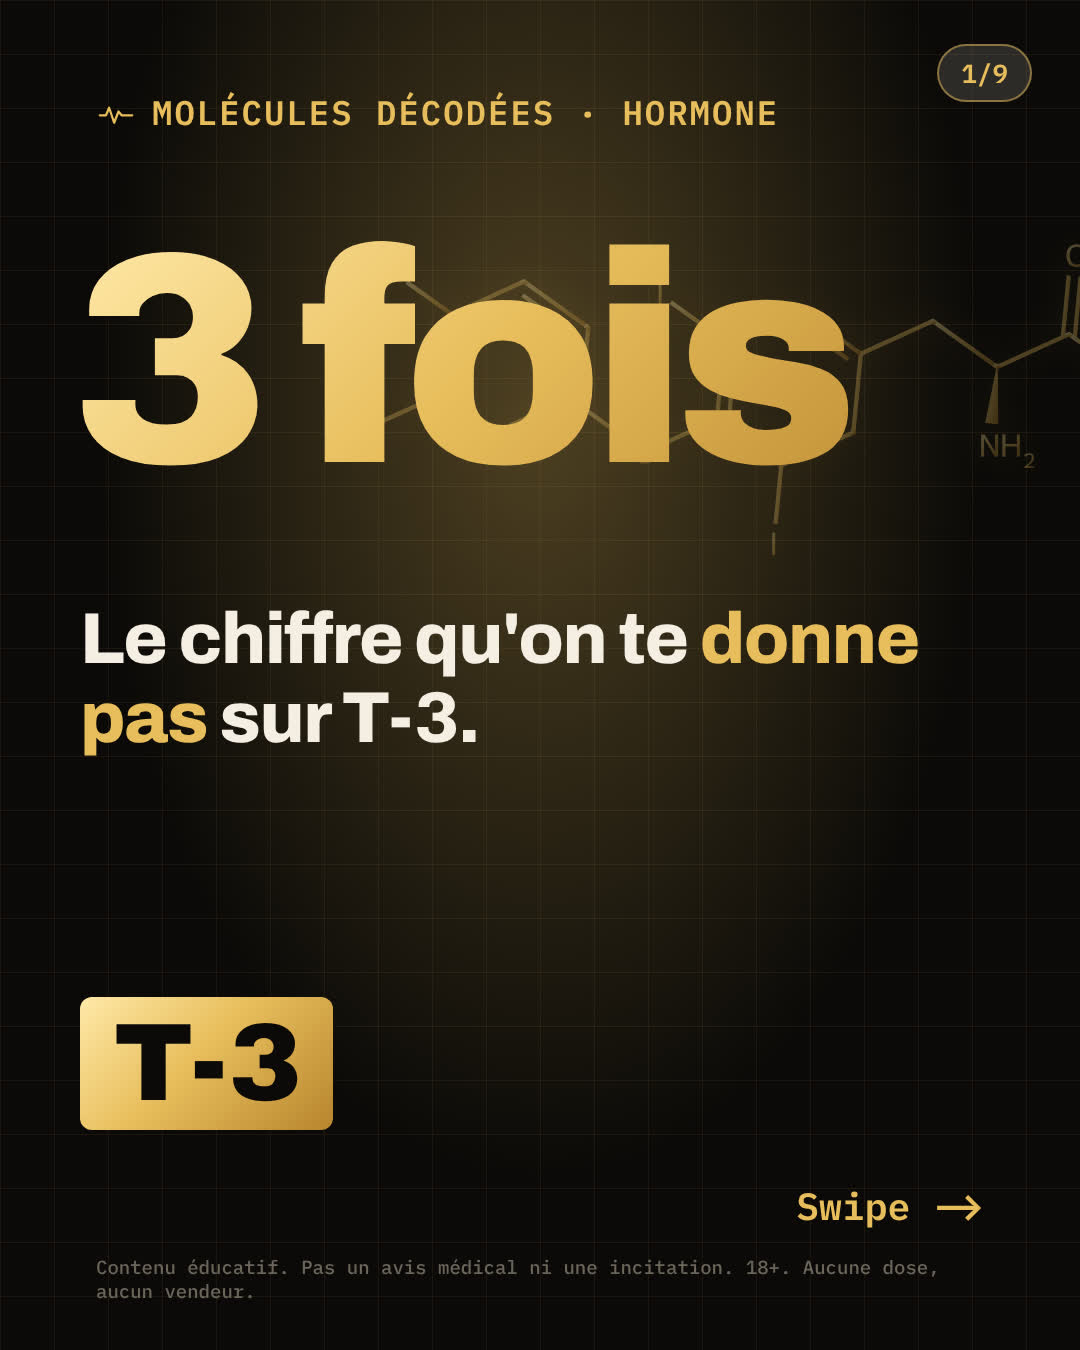 1/9
MOLÉCULES DÉCODÉES · HORMONE
3 fois
NH2
I
Le chiffre qu'on te donne
pas sur T-3.
T-3
Swipe →
Contenu éducatif. Pas un avis médical ni une incitation. 18+. Aucune dose,
aucun vendeur.